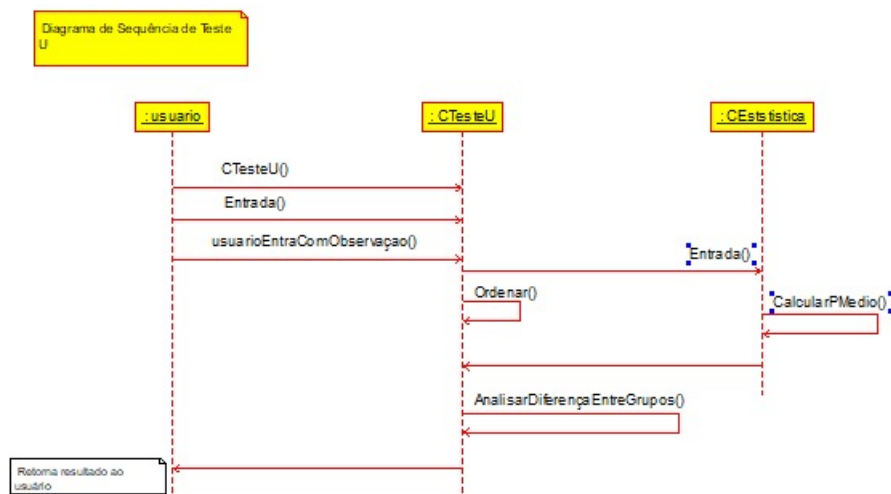 Diagrama de Sequência de Teste
U
: usuario
: CTesteU
: CEststistica
CTesteU()
Entrada()
usuarioEntraComObservaçao()
Entrada()
Ordenar()
CalcularPMedio()
AnalisarDiferençaEntreGrupos()
Retorna resultado ao
usuário